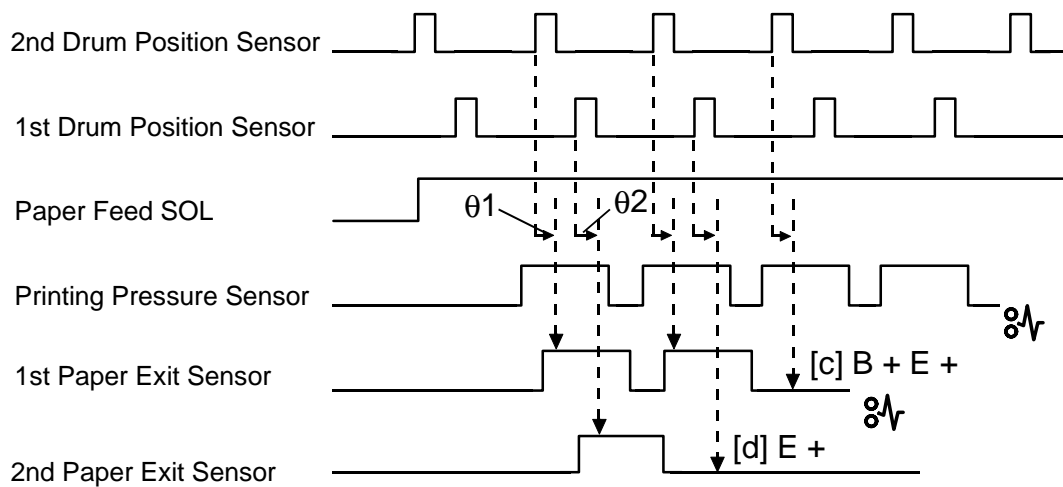 2nd Drum Position Sensor
1st Drum Position Sensor
Paper Feed SOL
θ1
θ2
Printing Pressure Sensor
1st Paper Exit Sensor
[c] B + E +
[d] E +
2nd Paper Exit Sensor